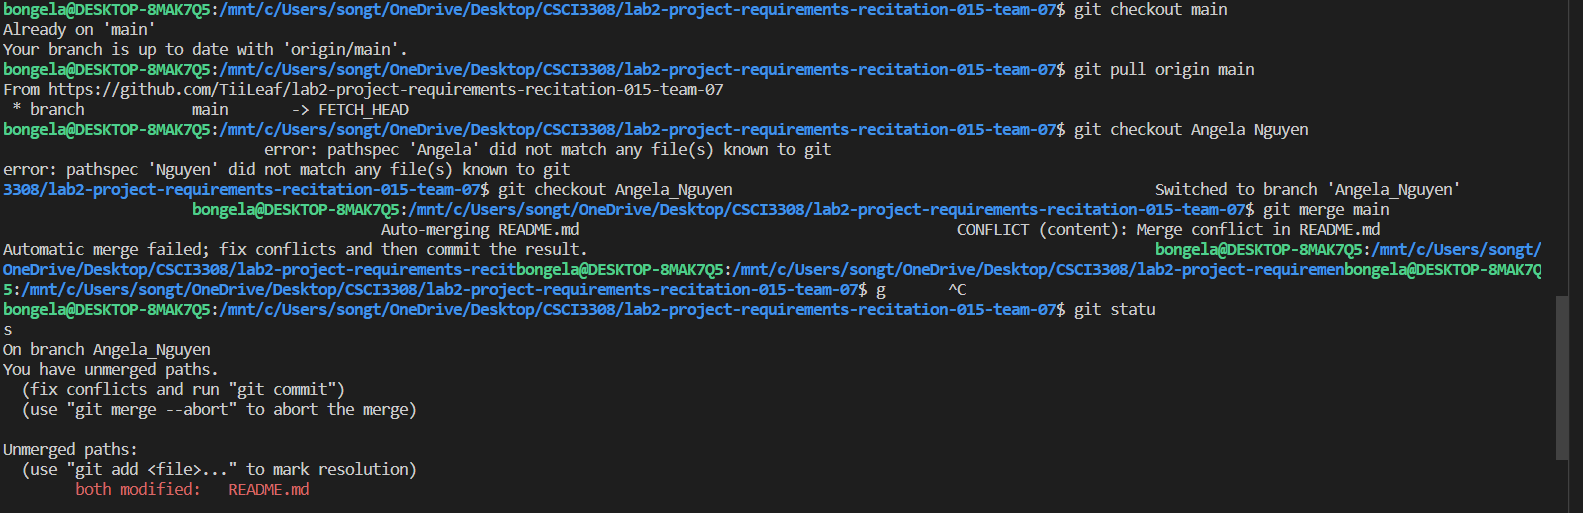 bongela@DESKTOP-8MAK7Q5:/mnt/c/Users/songt/OneDrive/Desktop/CSCI3308/lab2-project-requirements-recitation-015-team-07$ git checkout main
Already on 'main'
Your branch is up to date with 'origin/main'.
bongela@DESKTOP-8MAK7Q5:/mnt/c/Users/songt/OneDrive/Desktop/CSCI3308/lab2-project-requirements-recitation-015-team-07$ git pull origin main
From https://github.com/TiiLeaf/lab2-project-requirements-recitation-015-team-07
 * branch            main       -> FETCH_HEAD
bongela@DESKTOP-8MAK7Q5:/mnt/c/Users/songt/OneDrive/Desktop/CSCI3308/lab2-project-requirements-recitation-015-team-07$ git checkout Angela Nguyen
error: pathspec 'Angela' did not match any file(s) known to git
error: pathspec 'Nguyen' did not match any file(s) known to git
3308/lab2-project-requirements-recitation-015-team-07$ git checkout Angela_Nguyen Switched to branch 'Angela_Nguyen'
bongela@DESKTOP-8MAK7Q5:/mnt/c/Users/songt/OneDrive/Desktop/CSCI3308/lab2-project-requirements-recitation-015-team-07$ git merge main
Auto-merging README.md CONFLICT (content): Merge conflict in README.md
Automatic merge failed; fix conflicts and then commit the result. bongela@DESKTOP-8MAK7Q5:/mnt/c/Users/songt/
OneDrive/Desktop/CSCI3308/lab2-project-requirements-recitbongela@DESKTOP-8MAK7Q5:/mnt/c/Users/songt/OneDrive/Desktop/CSCI3308/lab2-project-requiremenbongela@DESKTOP-8MAK7Q
5:/mnt/c/Users/songt/OneDrive/Desktop/CSCI3308/lab2-project-requirements-recitation-015-team-07$ g       ^C
bongela@DESKTOP-8MAK7Q5:/mnt/c/Users/songt/OneDrive/Desktop/CSCI3308/lab2-project-requirements-recitation-015-team-07$ git statu
s
On branch Angela_Nguyen
You have unmerged paths.
  (fix conflicts and run "git commit")
  (use "git merge --abort" to abort the merge)

Unmerged paths:
  (use "git add <file>..." to mark resolution)
        both modified:   README.md